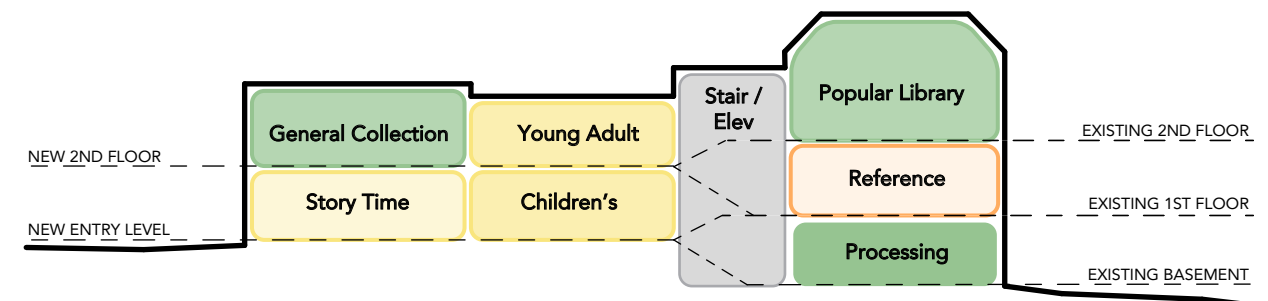 Stair /
Elev
Popular Library
General Collection
Young Adult
EXISTING 2ND FLOOR
NEW 2ND FLOOR
Story Time
Children's
Reference
EXISTING 1ST FLOOR
NEW ENTRY LEVEL
Processing
EXISTING BASEMENT